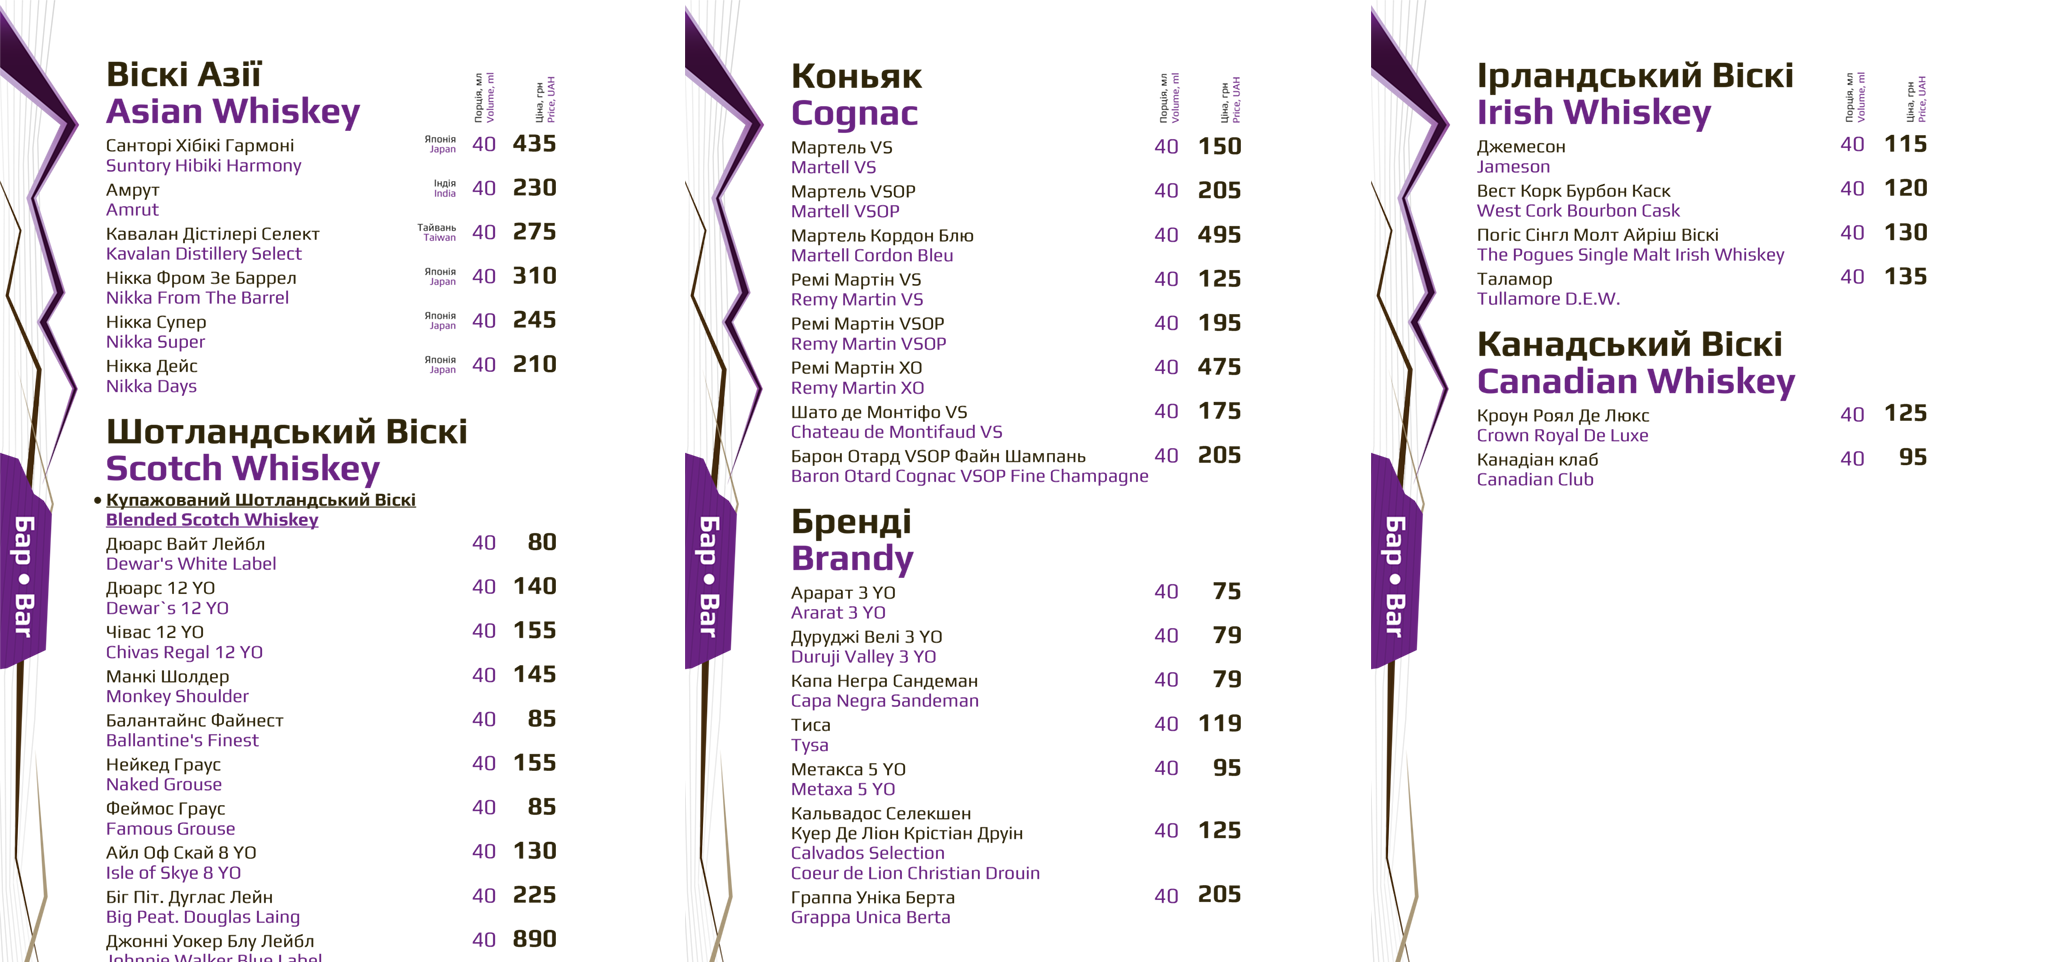 Віскі Азії
Asian Whiskey
Порція, мл
Volume, ml
Ціна, грн
Price, UAH
Санторі Хібікі Гармоні
Suntory Hibiki Harmony
Японія
Japan
40 435
Амрут
Amrut
Індія
India
40 230
Кавалан Дістілері Селект
Kavalan Distillery Select
Тайвань
Taiwan
40 275
Нікка Фром Зе Баррел
Nikka From The Barrel
Японія
Japan
40 310
Нікка Супер
Nikka Super
Японія
Japan
40 245
Нікка Дейс
Nikka Days
Японія
Japan
40 210
Шотландський Віскі
Scotch Whiskey
• Купажований Шотландський Віскі
Blended Scotch Whiskey
Дюарс Вайт Лейбл 40 80
Dewar's White Label
Дюарс 12 YO 40 140
Dewar`s 12 YO
Чівас 12 YO 40 155
Chivas Regal 12 YO
Манкі Шолдер 40 145
Monkey Shoulder
Балантайнс Файнест 40 85
Ballantine's Finest
Нейкед Граус 40 155
Naked Grouse
Феймос Граус 40 85
Famous Grouse
Айл Оф Скай 8 YO 40 130
Isle of Skye 8 YO
Біг Піт. Дуглас Лейн 40 225
Big Peat. Douglas Laing
Джонні Уокер Блу Лейбл 40 890
Johnnie Walker Blue Label
Бар • Bar
Коньяк
Cognac
Порція, мл
Volume, ml
Ціна, грн
Price, UAH
Мартель VS 40 150
Martell VS
Мартель VSOP 40 205
Martell VSOP
Мартель Кордон Блю 40 495
Martell Cordon Bleu
Ремі Мартін VS 40 125
Remy Martin VS
Ремі Мартін VSOP 40 195
Remy Martin VSOP
Ремі Мартін XO 40 475
Remy Martin XO
Шато де Монтіфо VS 40 175
Chateau de Montifaud VS
Барон Отард VSOP Файн Шампань 40 205
Baron Otard Cognac VSOP Fine Champagne
Бренді
Brandy
Арарат 3 YO 40 75
Ararat 3 YO
Дуруджі Велі 3 YO 40 79
Duruji Valley 3 YO
Капа Негра Сандеман 40 79
Capa Negra Sandeman
Тиса 40 119
Tysa
Метакса 5 YO 40 95
Metaxa 5 YO
Кальвадос Селекшен
Куер Де Ліон Крістіан Друін 40 125
Calvados Selection
Coeur de Lion Christian Drouin
Граппа Уніка Берта 40 205
Grappa Unica Berta
Бар • Bar
Ірландський Віскі
Irish Whiskey
Порція, мл
Volume, ml
Ціна, грн
Price, UAH
Джемесон 40 115
Jameson
Вест Корк Бурбон Каск 40 120
West Cork Bourbon Cask
Погіс Сінгл Молт Айріш Віскі 40 130
The Pogues Single Malt Irish Whiskey
Таламор 40 135
Tullamore D.E.W.
Канадський Віскі
Canadian Whiskey
Кроун Роял Де Люкс 40 125
Crown Royal De Luxe
Канадіан клаб 40 95
Canadian Club
Бар • Bar